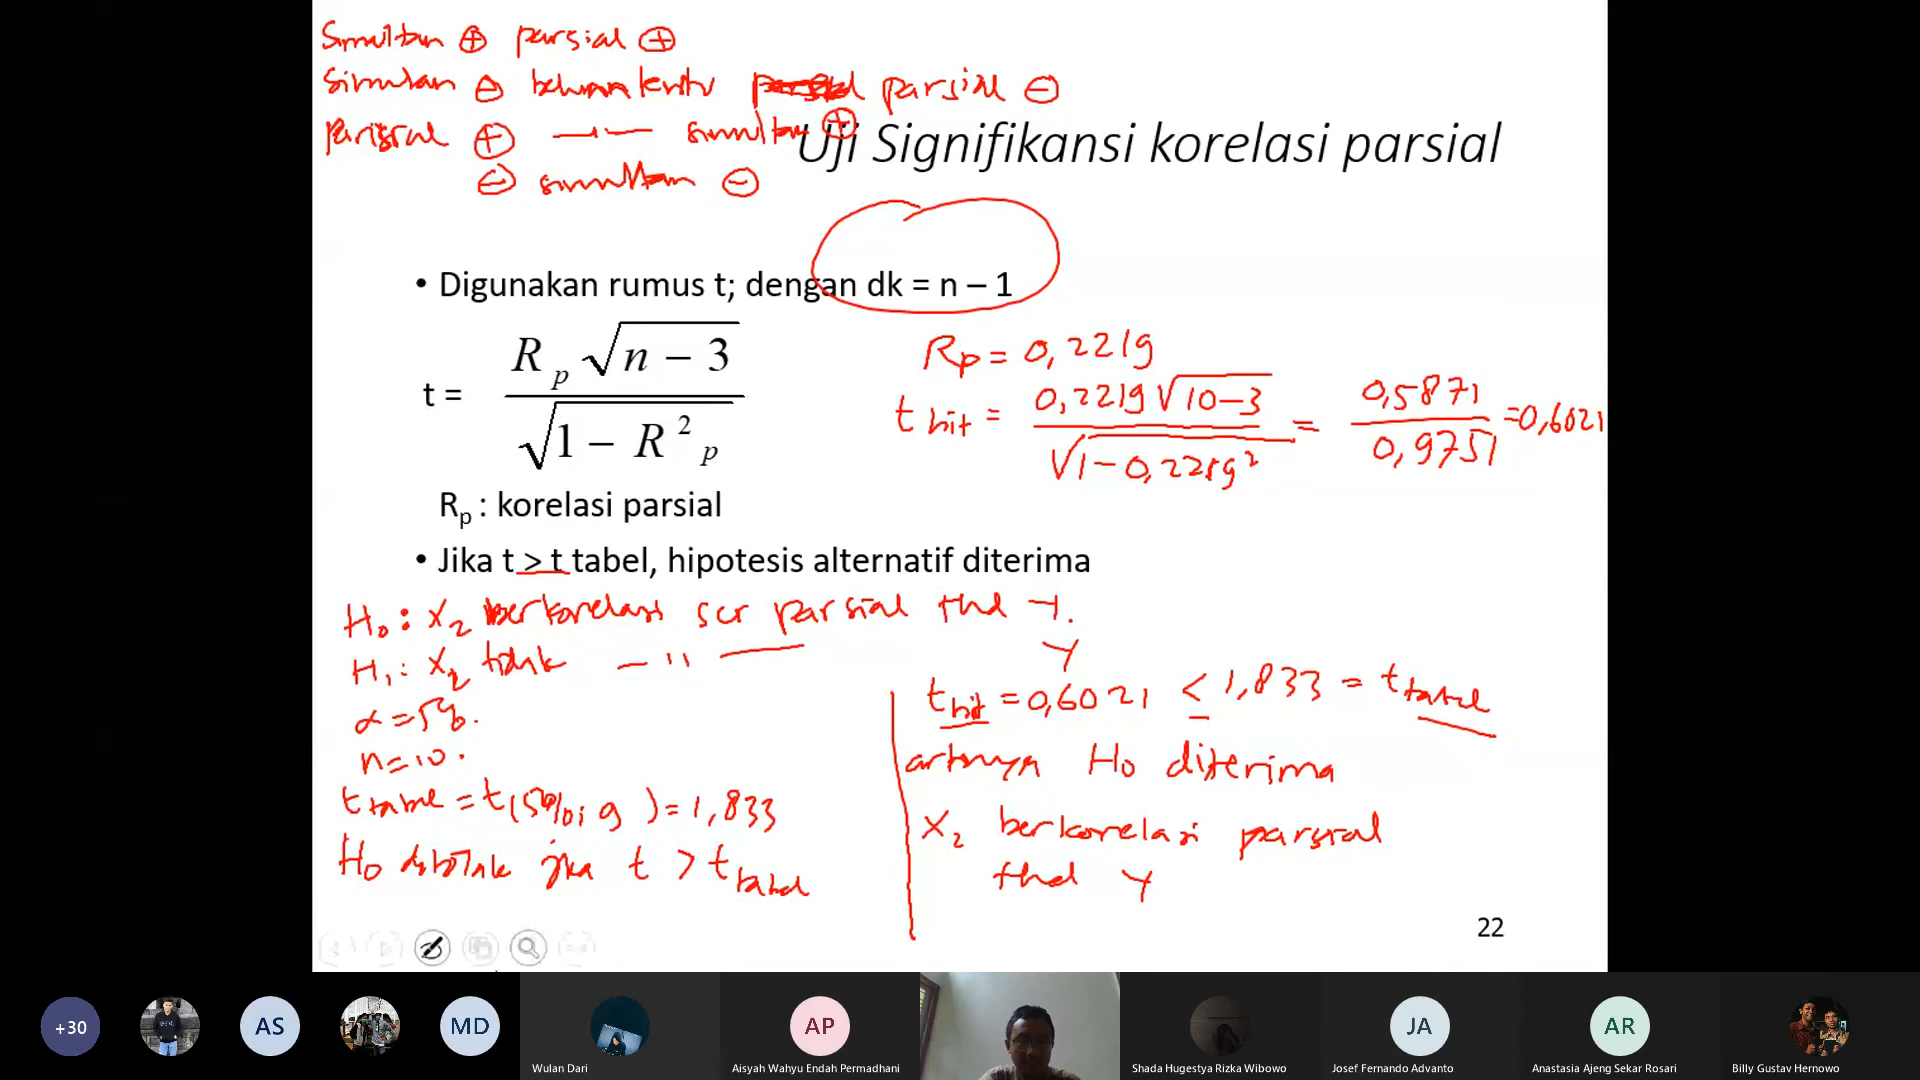 Simultan ⊕ parsial ⊕
simultan ⊖ belum tentu parsial ⊖
Parsial ⊕ —〃— simultan ⊕
⊖ simultan ⊖
Uji Signifikansi korelasi parsial
• Digunakan rumus t; dengan dk = n – 1
t = R p √n − 3 / √1 − R 2 p
Rp = 0,2219
t hit = 0,2219 √10-3 / √1-0,2219² = 0,5871 / 0,9751 = 0,6021
Rp : korelasi parsial
• Jika t > t tabel, hipotesis alternatif diterima
H0 : X2 berkorelasi scr parsial thd Y.
H1 : X2 tidak —〃— Y
α = 5%.
n = 10.
t tabel = t(5%; 9) = 1,833
H0 ditolak jika t > t tabel
t hit = 0,6021 < 1,833 = t tabel
artinya H0 diterima
X2 berkorelasi parsial
thd Y
22
+30
AS
MD
Wulan Dari
AP
Aisyah Wahyu Endah Permadhani
Shada Hugestya Rizka Wibowo
JA
Josef Fernando Advanto
AR
Anastasia Ajeng Sekar Rosari
Billy Gustav Hernowo